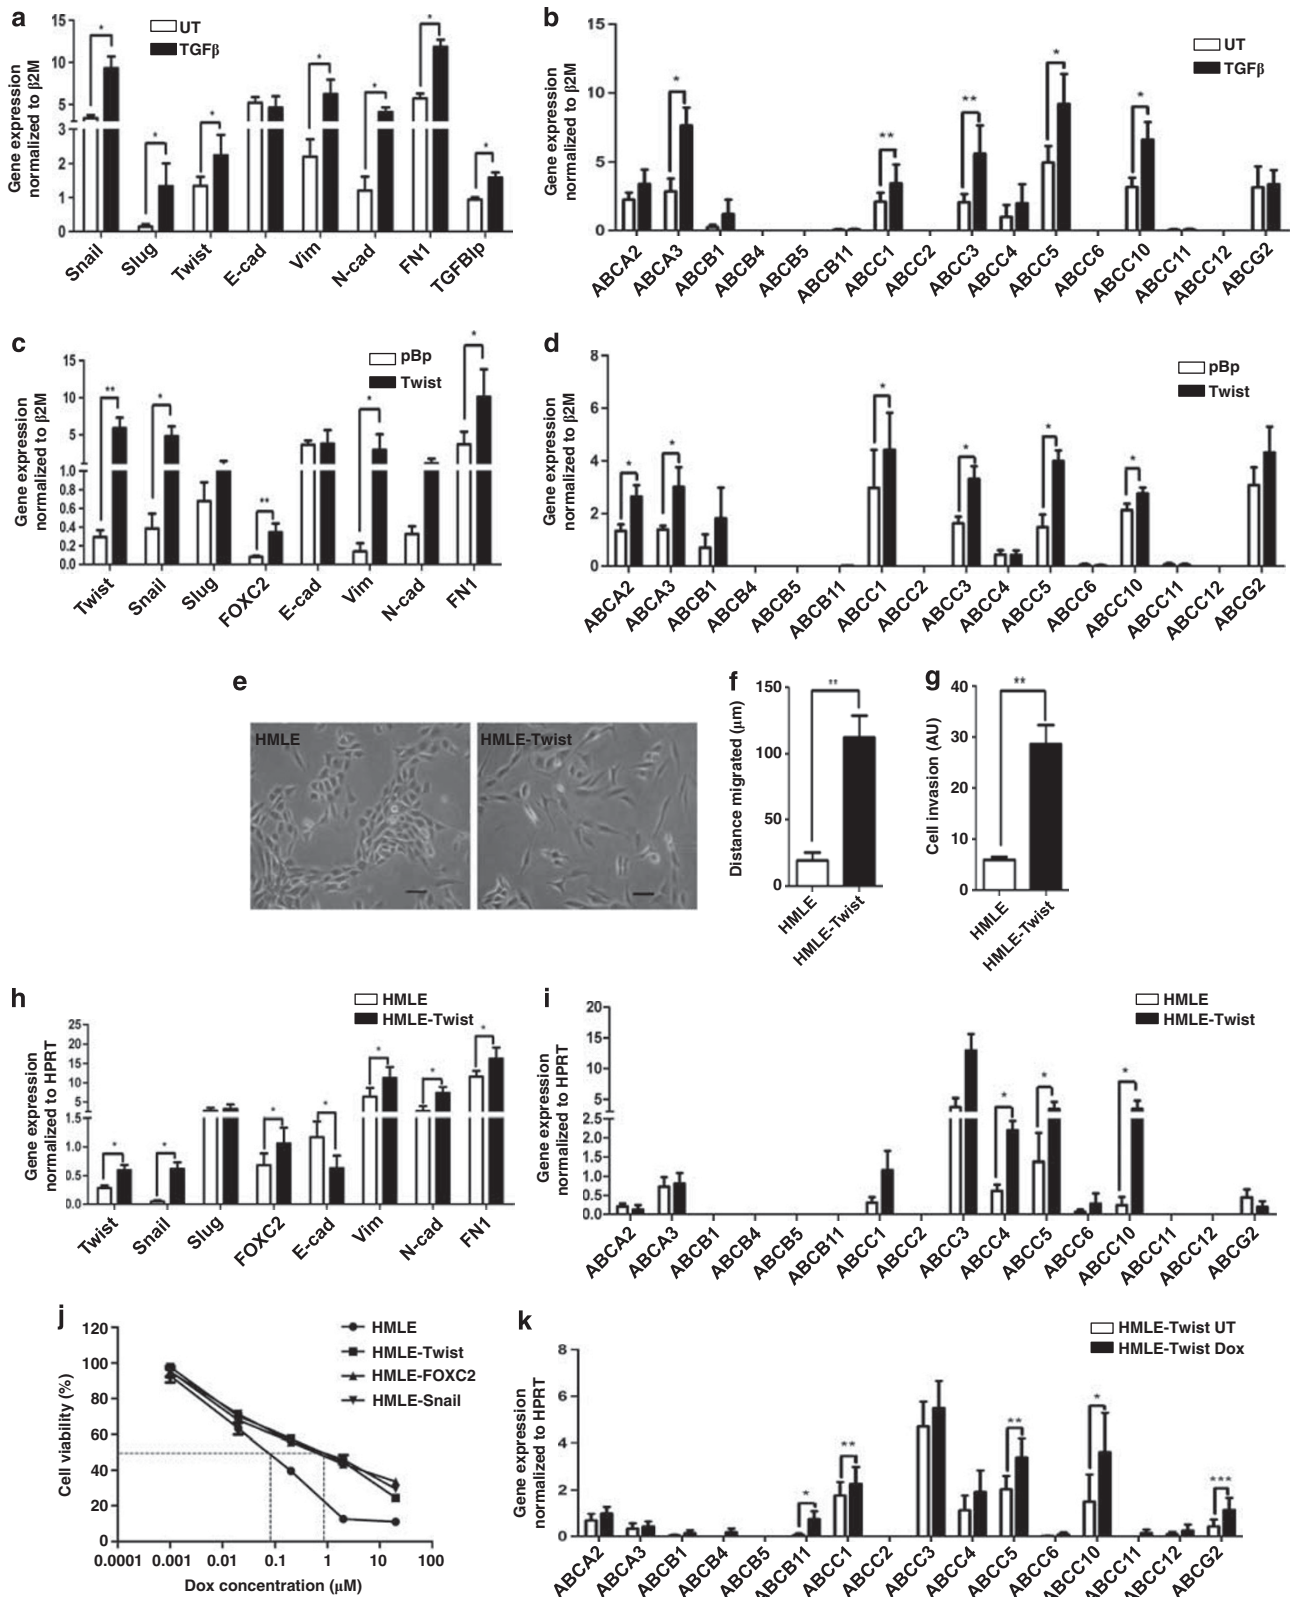 a
15
10
5
3
2
1
0
Gene expression
normalized to β2M
UT
TGFβ
*
*
*
*
*
*
*
Snail
Slug
Twist
E-cad
Vim
N-cad
FN1
TGFBIp
b
15
10
5
0
Gene expression
normalized to β2M
UT
TGFβ
*
**
**
*
*
ABCA2
ABCA3
ABCB1
ABCB4
ABCB5
ABCB11
ABCC1
ABCC2
ABCC3
ABCC4
ABCC5
ABCC6
ABCC10
ABCC11
ABCC12
ABCG2
c
15
10
5
1.0
0.8
0.6
0.4
0.2
0.0
Gene expression
normalized to β2M
pBp
Twist
**
*
**
*
*
Twist
Snail
Slug
FOXC2
E-cad
Vim
N-cad
FN1
d
8
6
4
2
0
Gene expression
normalized to β2M
pBp
Twist
*
*
*
*
*
*
ABCA2
ABCA3
ABCB1
ABCB4
ABCB5
ABCB11
ABCC1
ABCC2
ABCC3
ABCC4
ABCC5
ABCC6
ABCC10
ABCC11
ABCC12
ABCG2
e
HMLE
HMLE-Twist
f
150
100
50
0
Distance migrated (μm)
**
HMLE
HMLE-Twist
g
40
30
20
10
0
Cell invasion (AU)
**
HMLE
HMLE-Twist
h
25
20
15
10
5
1.5
1.0
0.5
0.0
Gene expression
normalized to HPRT
HMLE
HMLE-Twist
*
*
*
*
*
*
*
Twist
Snail
Slug
FOXC2
E-cad
Vim
N-cad
FN1
i
20
15
10
5
2.5
2.0
1.5
1.0
0.5
0.0
Gene expression
normalized to HPRT
HMLE
HMLE-Twist
*
*
*
ABCA2
ABCA3
ABCB1
ABCB4
ABCB5
ABCB11
ABCC1
ABCC2
ABCC3
ABCC4
ABCC5
ABCC6
ABCC10
ABCC11
ABCC12
ABCG2
j
120
100
80
60
40
20
0
Cell viability (%)
HMLE
HMLE-Twist
HMLE-FOXC2
HMLE-Snail
0.0001 0.001 0.01 0.1 1 10 100
Dox concentration (μM)
k
8
6
4
2
0
Gene expression
normalized to HPRT
HMLE-Twist UT
HMLE-Twist Dox
*
**
**
*
***
ABCA2
ABCA3
ABCB1
ABCB4
ABCB5
ABCB11
ABCC1
ABCC2
ABCC3
ABCC4
ABCC5
ABCC6
ABCC10
ABCC11
ABCC12
ABCG2